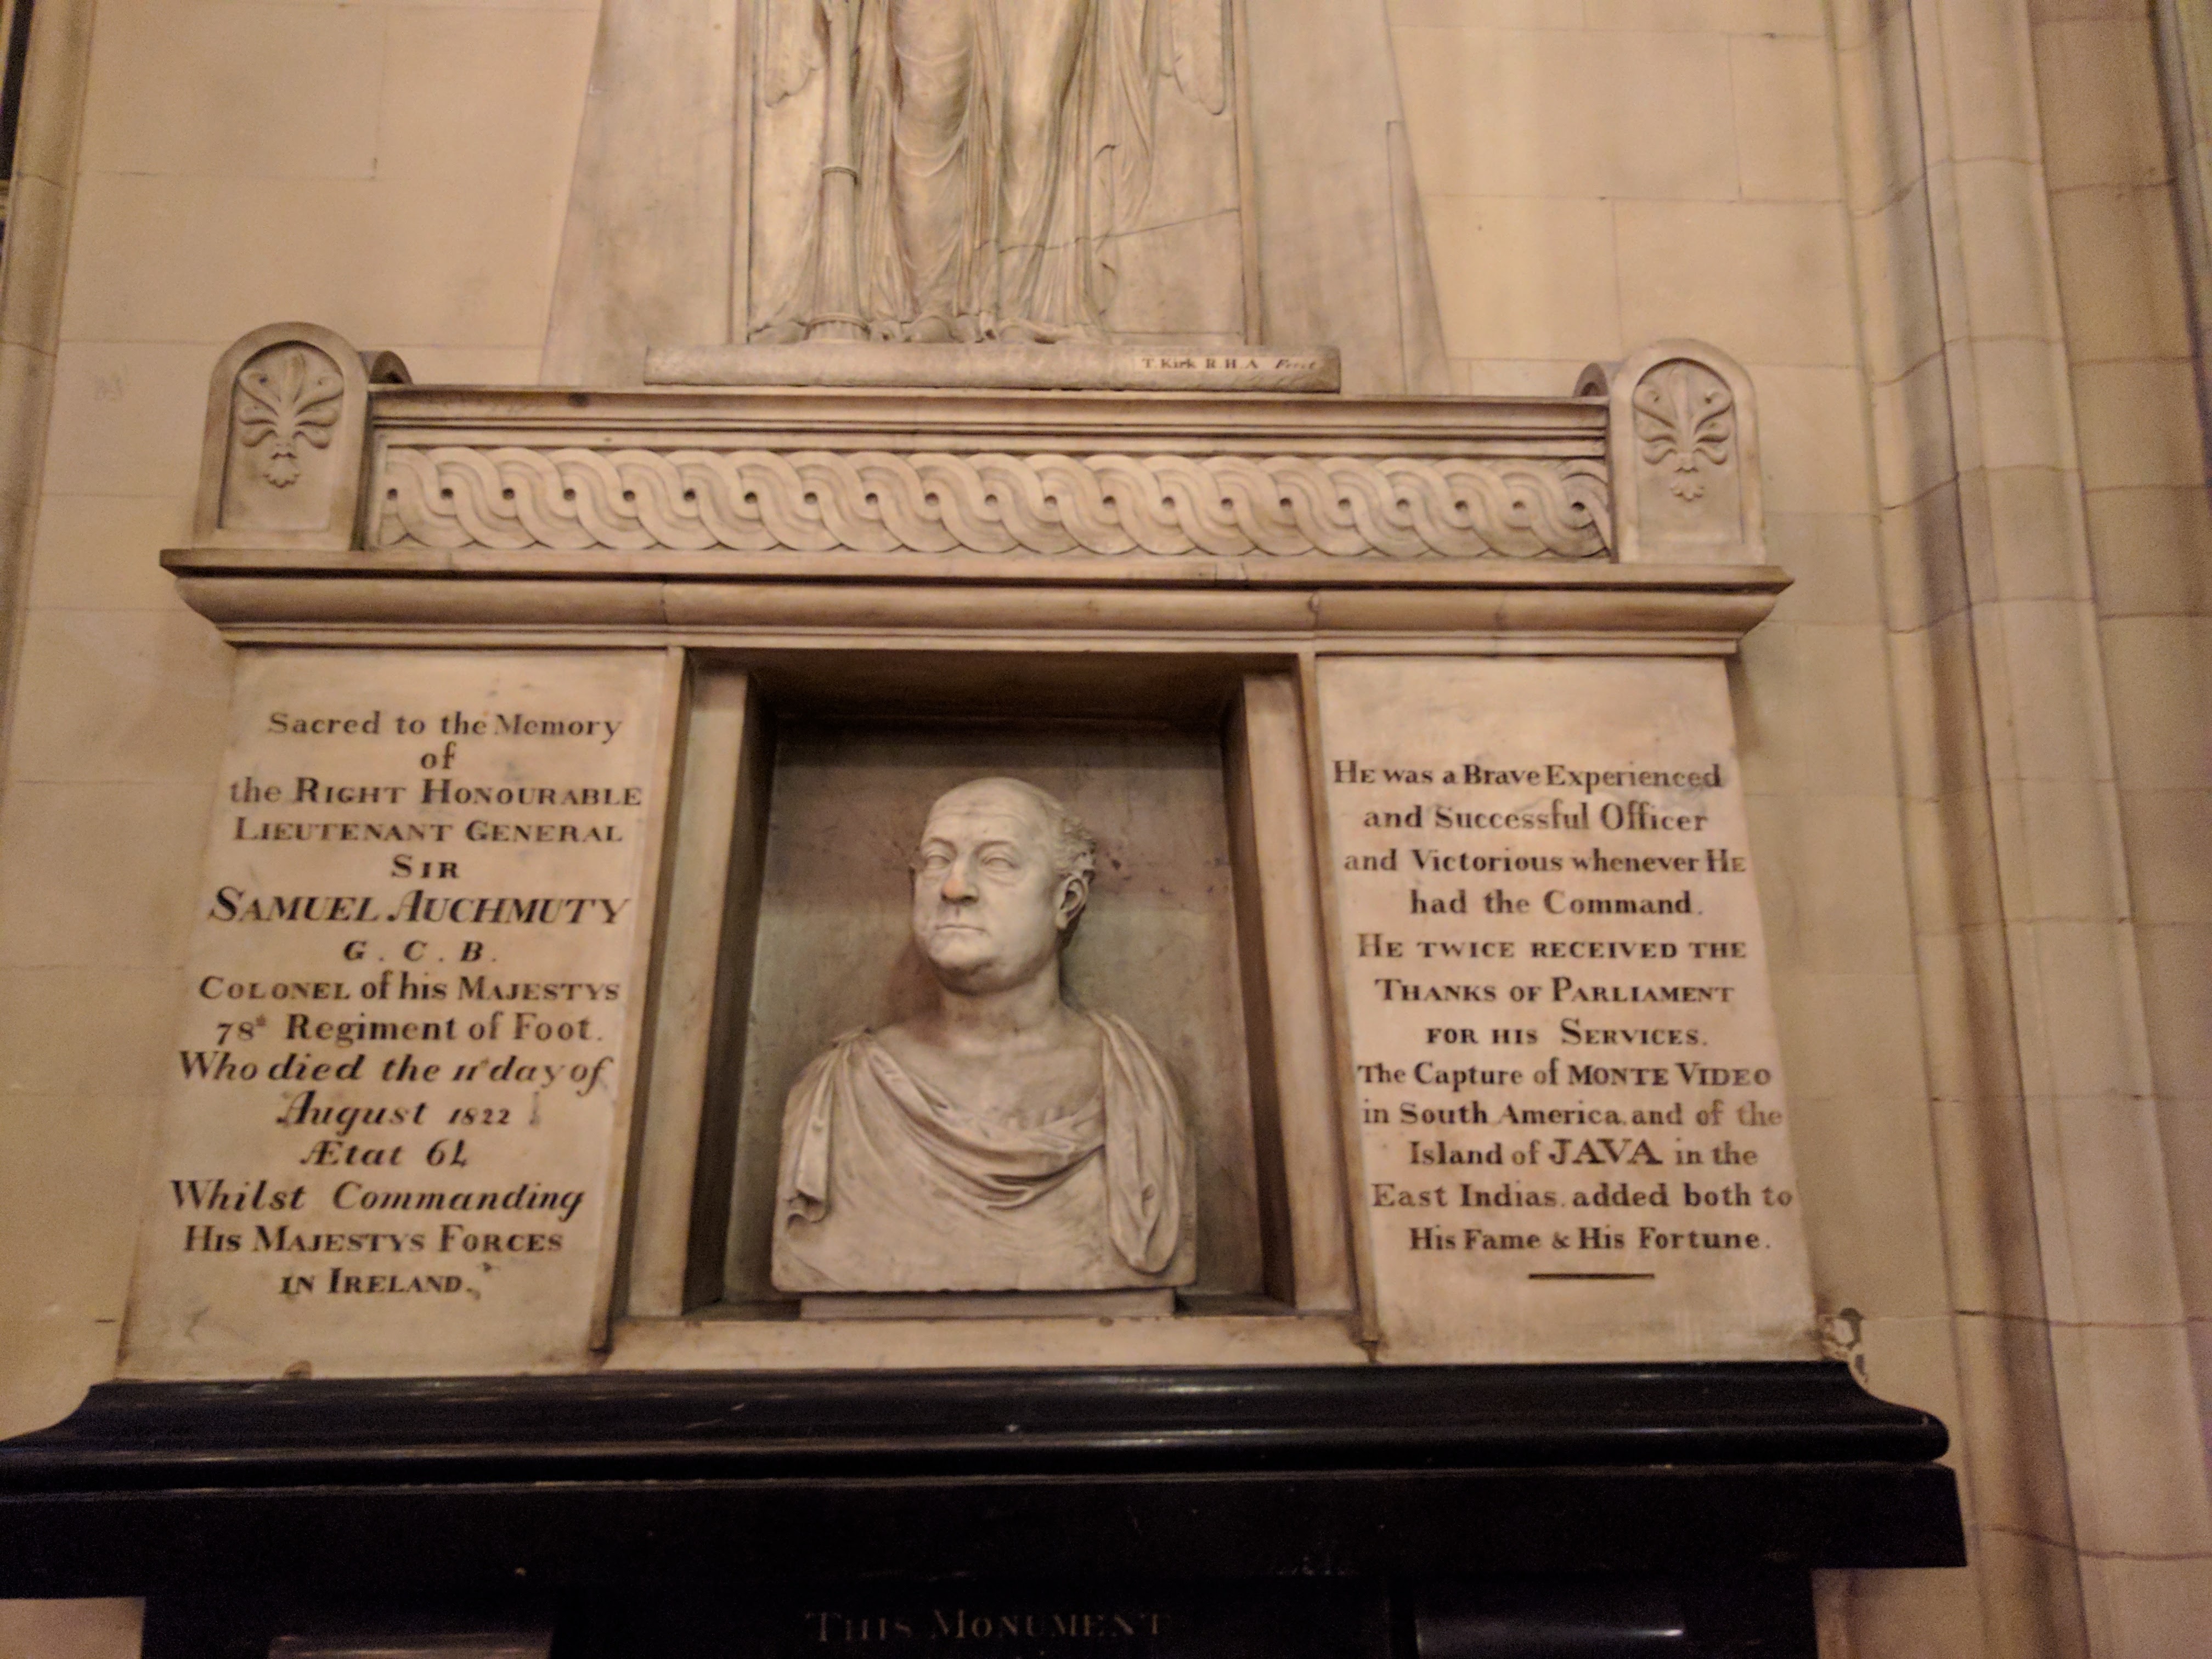 T. Kirk R.H.A Fecit
Sacred to the Memory
of
the RIGHT HONOURABLE
LIEUTENANT GENERAL
SIR
SAMUEL AUCHMUTY
G. C. B.
COLONEL of his MAJESTYS
78th Regiment of Foot.
Who died the 11th day of
August 1822
Ætat 64
Whilst Commanding
HIS MAJESTYS FORCES
IN IRELAND.
HE was a Brave Experienced
and Successful Officer
and Victorious whenever HE
had the Command.
HE TWICE RECEIVED THE
THANKS OF PARLIAMENT
FOR HIS SERVICES.
The Capture of MONTE VIDEO
in South America. and of the
Island of JAVA in the
East Indias. added both to
His Fame & His Fortune.
THIS MONUMENT